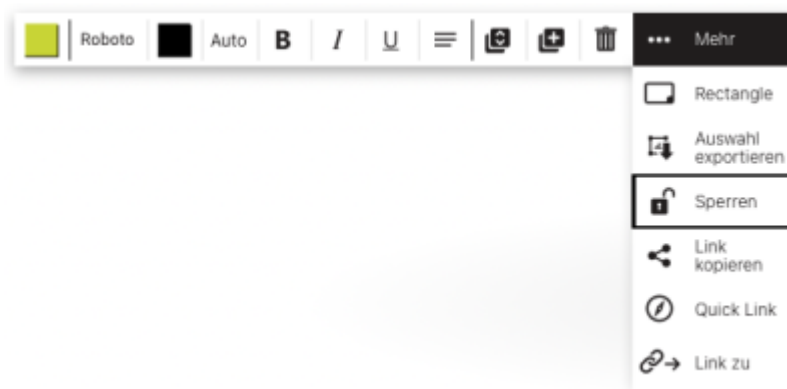 Roboto
Auto
B
I
U
Mehr
Rectangle
Auswahl
exportieren
Sperren
Link
kopieren
Quick Link
Link zu